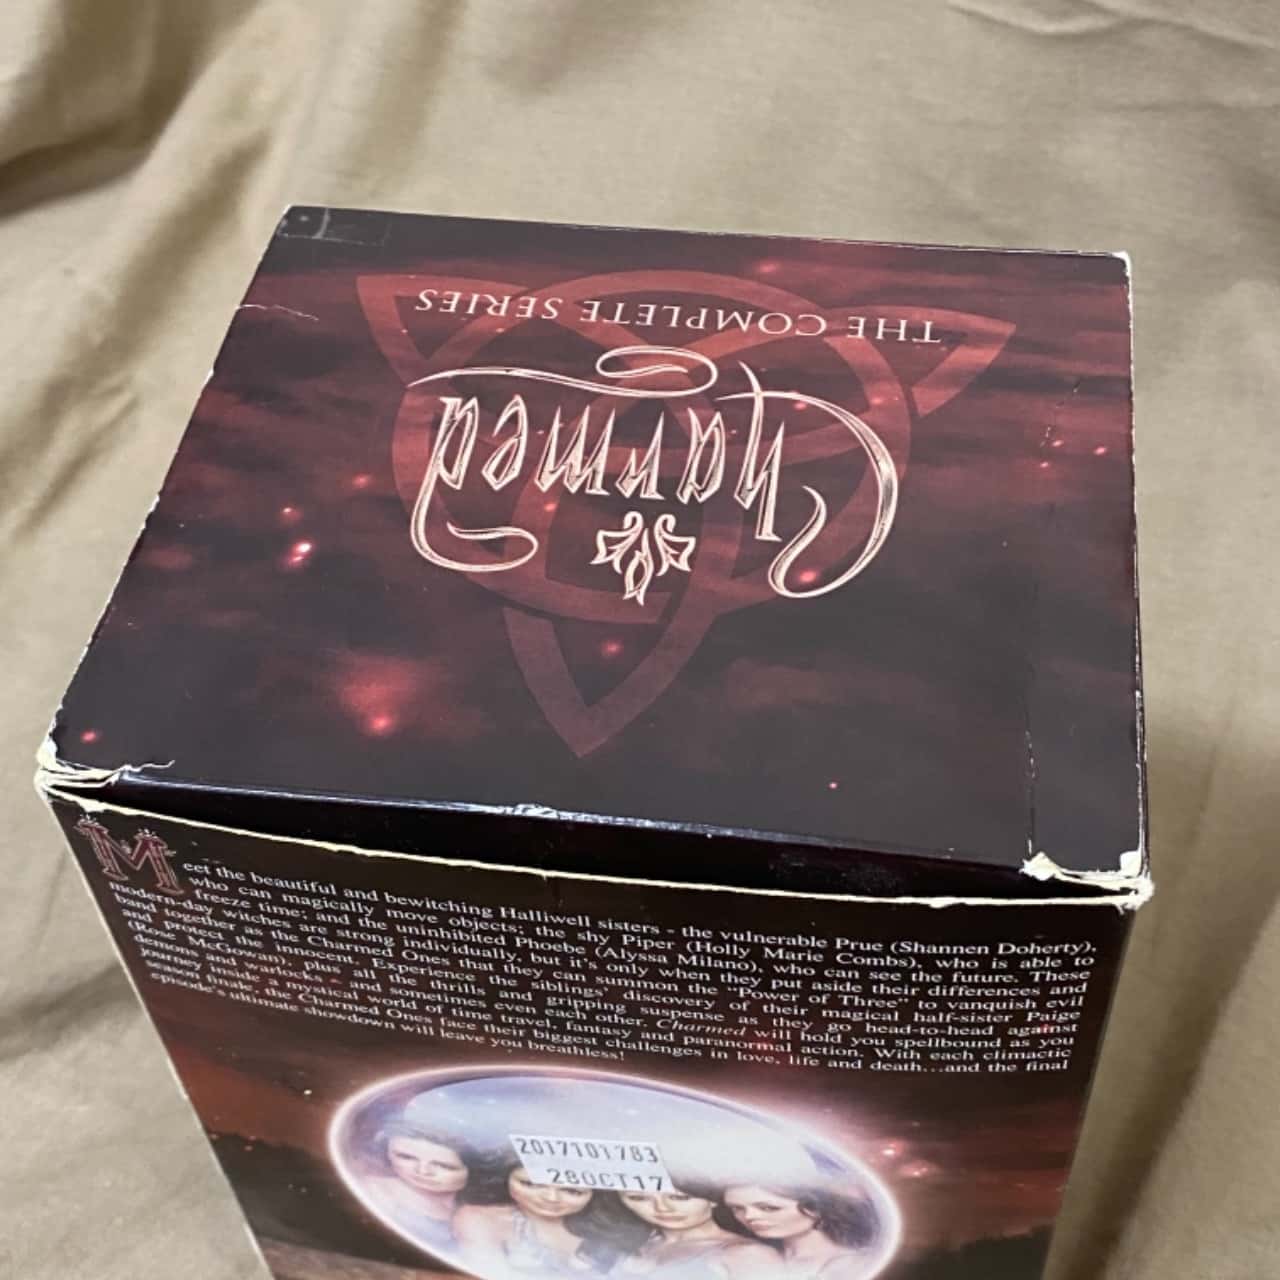 Charmed
THE COMPLETE SERIES
Meet the beautiful and bewitching Halliwell sisters - the vulnerable Prue (Shannen Doherty),
who can magically move objects; the shy Piper (Holly Marie Combs), who is able to
freeze time; and the uninhibited Phoebe (Alyssa Milano), who can see the future. These
modern-day witches are strong individually, but it's only when they put aside their differences and
band together as the Charmed Ones that they can summon the "Power of Three" to vanquish evil
and protect the innocent. Experience the siblings' discovery of their magical half-sister Paige
(Rose McGowan), plus all the thrills and gripping suspense as they go head-to-head against
demons and warlocks - and sometimes even each other. Charmed will hold you spellbound as you
journey inside a mystical world of time travel, fantasy and paranormal action. With each climactic
season finale, the Charmed Ones face their biggest challenges in love, life and death...and the final
episode's ultimate showdown will leave you breathless!
2017101783
28OCT17